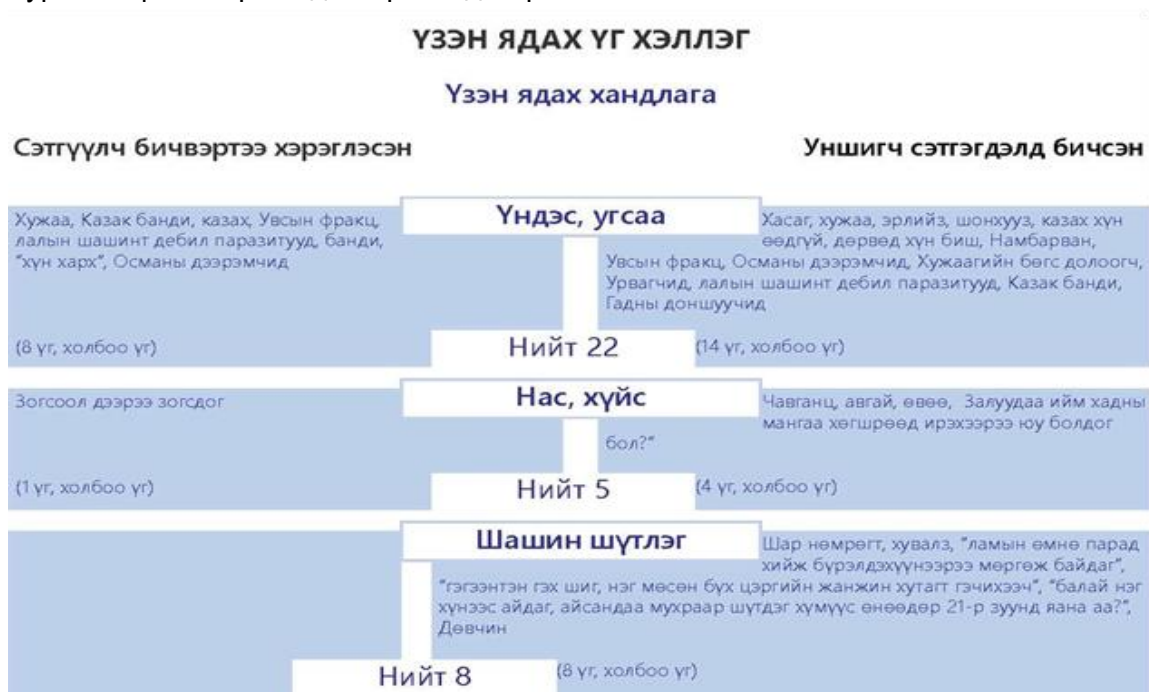 ҮЗЭН ЯДАХ ҮГ ХЭЛЛЭГ
Үзэн ядах хандлага
Сэтгүүлч бичвэртээ хэрэглэсэн
Уншигч сэтгэгдэлд бичсэн
Үндэс, угсаа
Хужаа, Казак банди, казах, Увсын фракц,
лалын шашинт дебил паразитууд, банди,
"хүн харх", Османы дээрэмчид
(8 үг, холбоо үг)
Хасаг, хужаа, эрлийз, шонхууз, казах хүн
өөдгүй, дөрвөд хүн биш, Намбарван,
Увсын фракц, Османы дээрэмчид, Хужаагийн бөгс долоогч,
Урвагчид, лалын шашинт дебил паразитууд, Казак банди,
Гадны доншуучид
(14 үг, холбоо үг)
Нийт 22
Нас, хүйс
Зогсоол дээрээ зогсдог
(1 үг, холбоо үг)
Чавганц, авгай, өвөө, Залуудаа ийм хадны
мангаа хөгшрөөд ирэхээрээ юу болдог
бол?"
(4 үг, холбоо үг)
Нийт 5
Шашин шүтлэг
Шар нөмрөгт, хувалз, "ламын өмнө парад
хийж бүрэлдэхүүнээрээ мөргөж байдаг",
"гэгээнтэн гэх шиг, нэг мөсөн бүх цэргийн жанжин хутагт гэчихээч", "балай нэг
хүнээс айдаг, айсандаа мухраар шүтдэг хүмүүс өнөөдөр 21-р зуунд яана аа?",
Дөвчин
(8 үг, холбоо үг)
Нийт 8